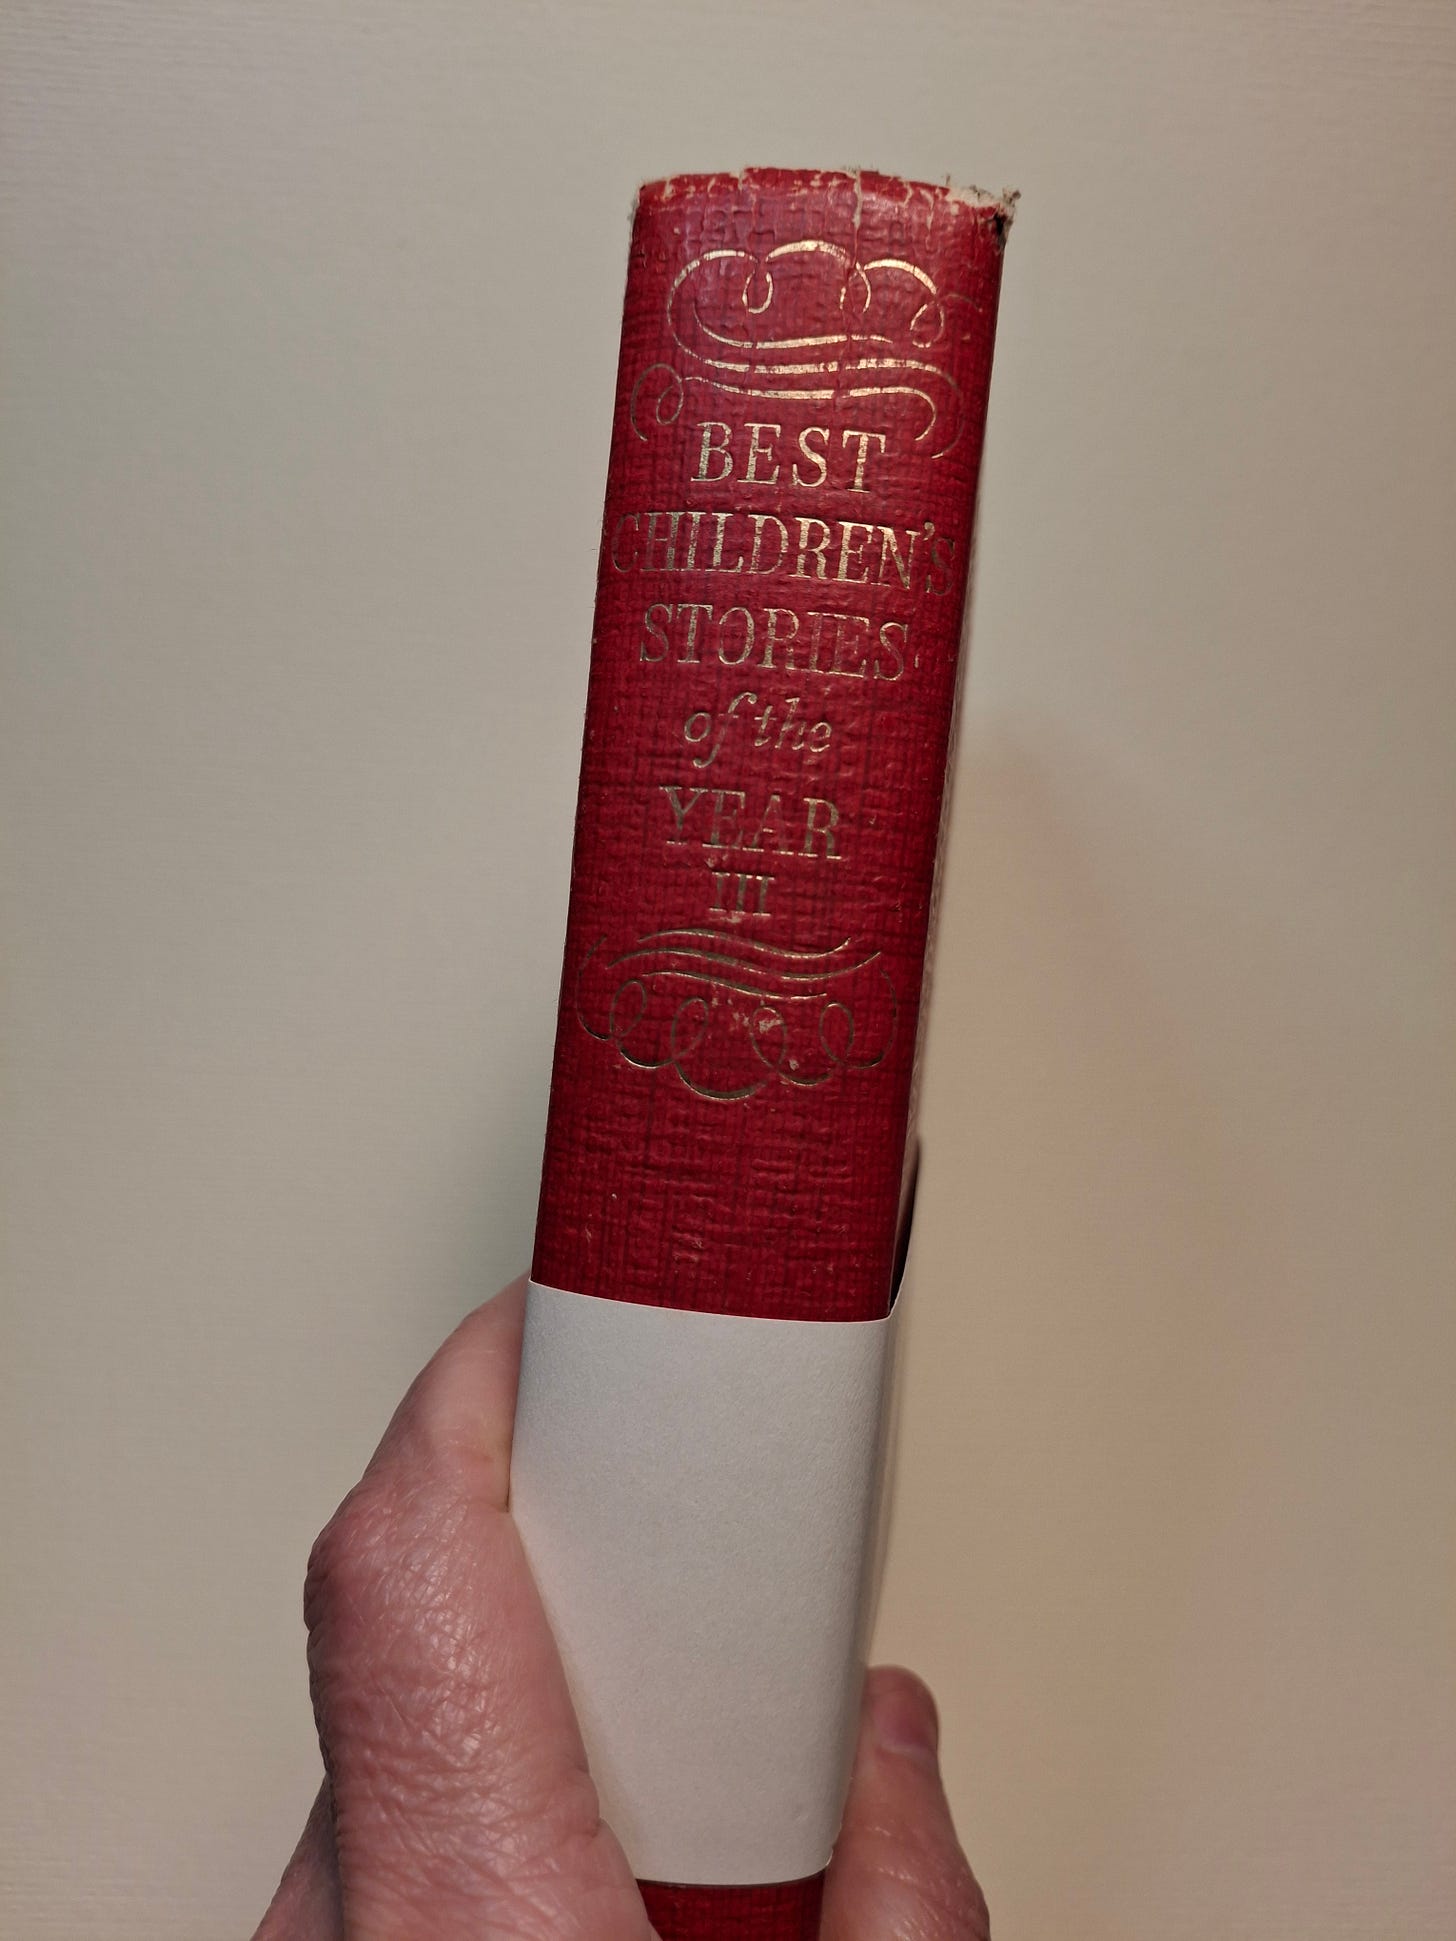 BEST
CHILDREN'S
STORIES
of the
YEAR
III